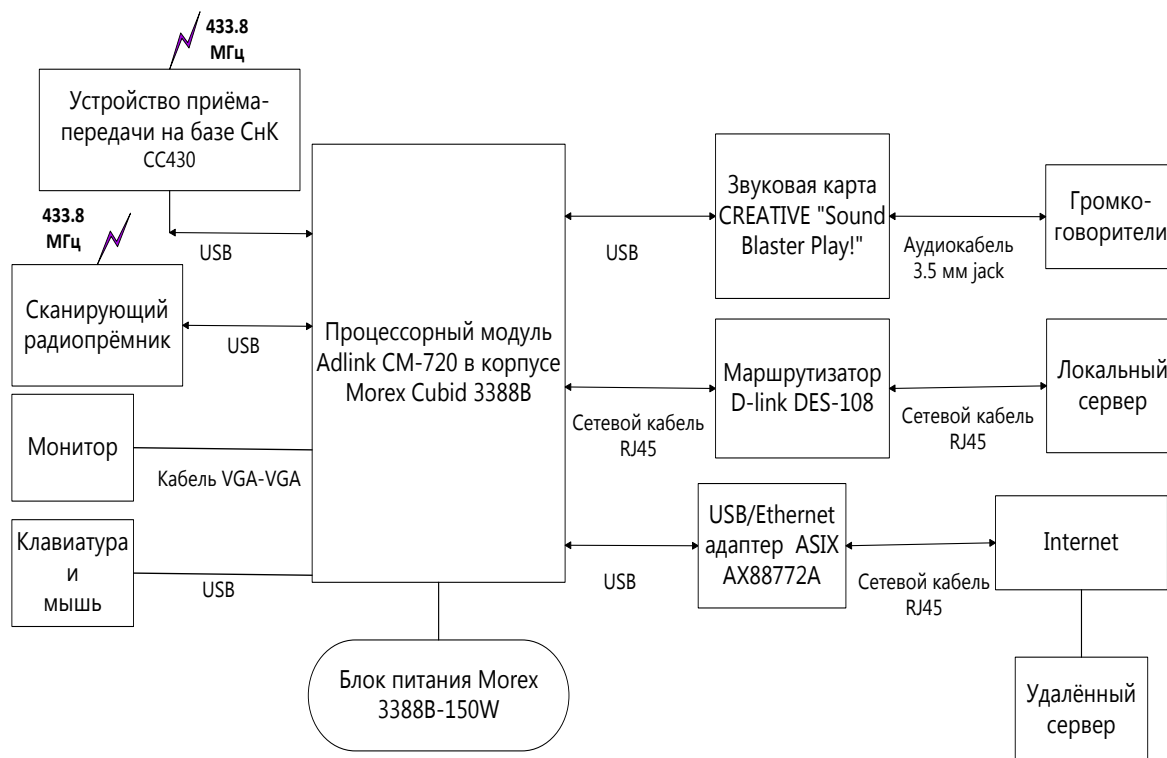 433.8
МГц
Устройство приёма-
передачи на базе СнК
CC430
USB
433.8
МГц
Сканирующий
радиопрёмник
USB
Монитор
Кабель VGA-VGA
Клавиатура
и
мышь
USB
Процессорный модуль
Adlink CM-720 в корпусе
Morex Cubid 3388B
Блок питания Morex
3388B-150W
Звуковая карта
CREATIVE "Sound
Blaster Play!"
USB
Аудиокабель
3.5 мм jack
Громко-
говорители
Маршрутизатор
D-link DES-108
Сетевой кабель
RJ45
Сетевой кабель
RJ45
Локальный
сервер
USB/Ethernet
адаптер ASIX
AX88772A
USB
Сетевой кабель
RJ45
Internet
Удалённый
сервер